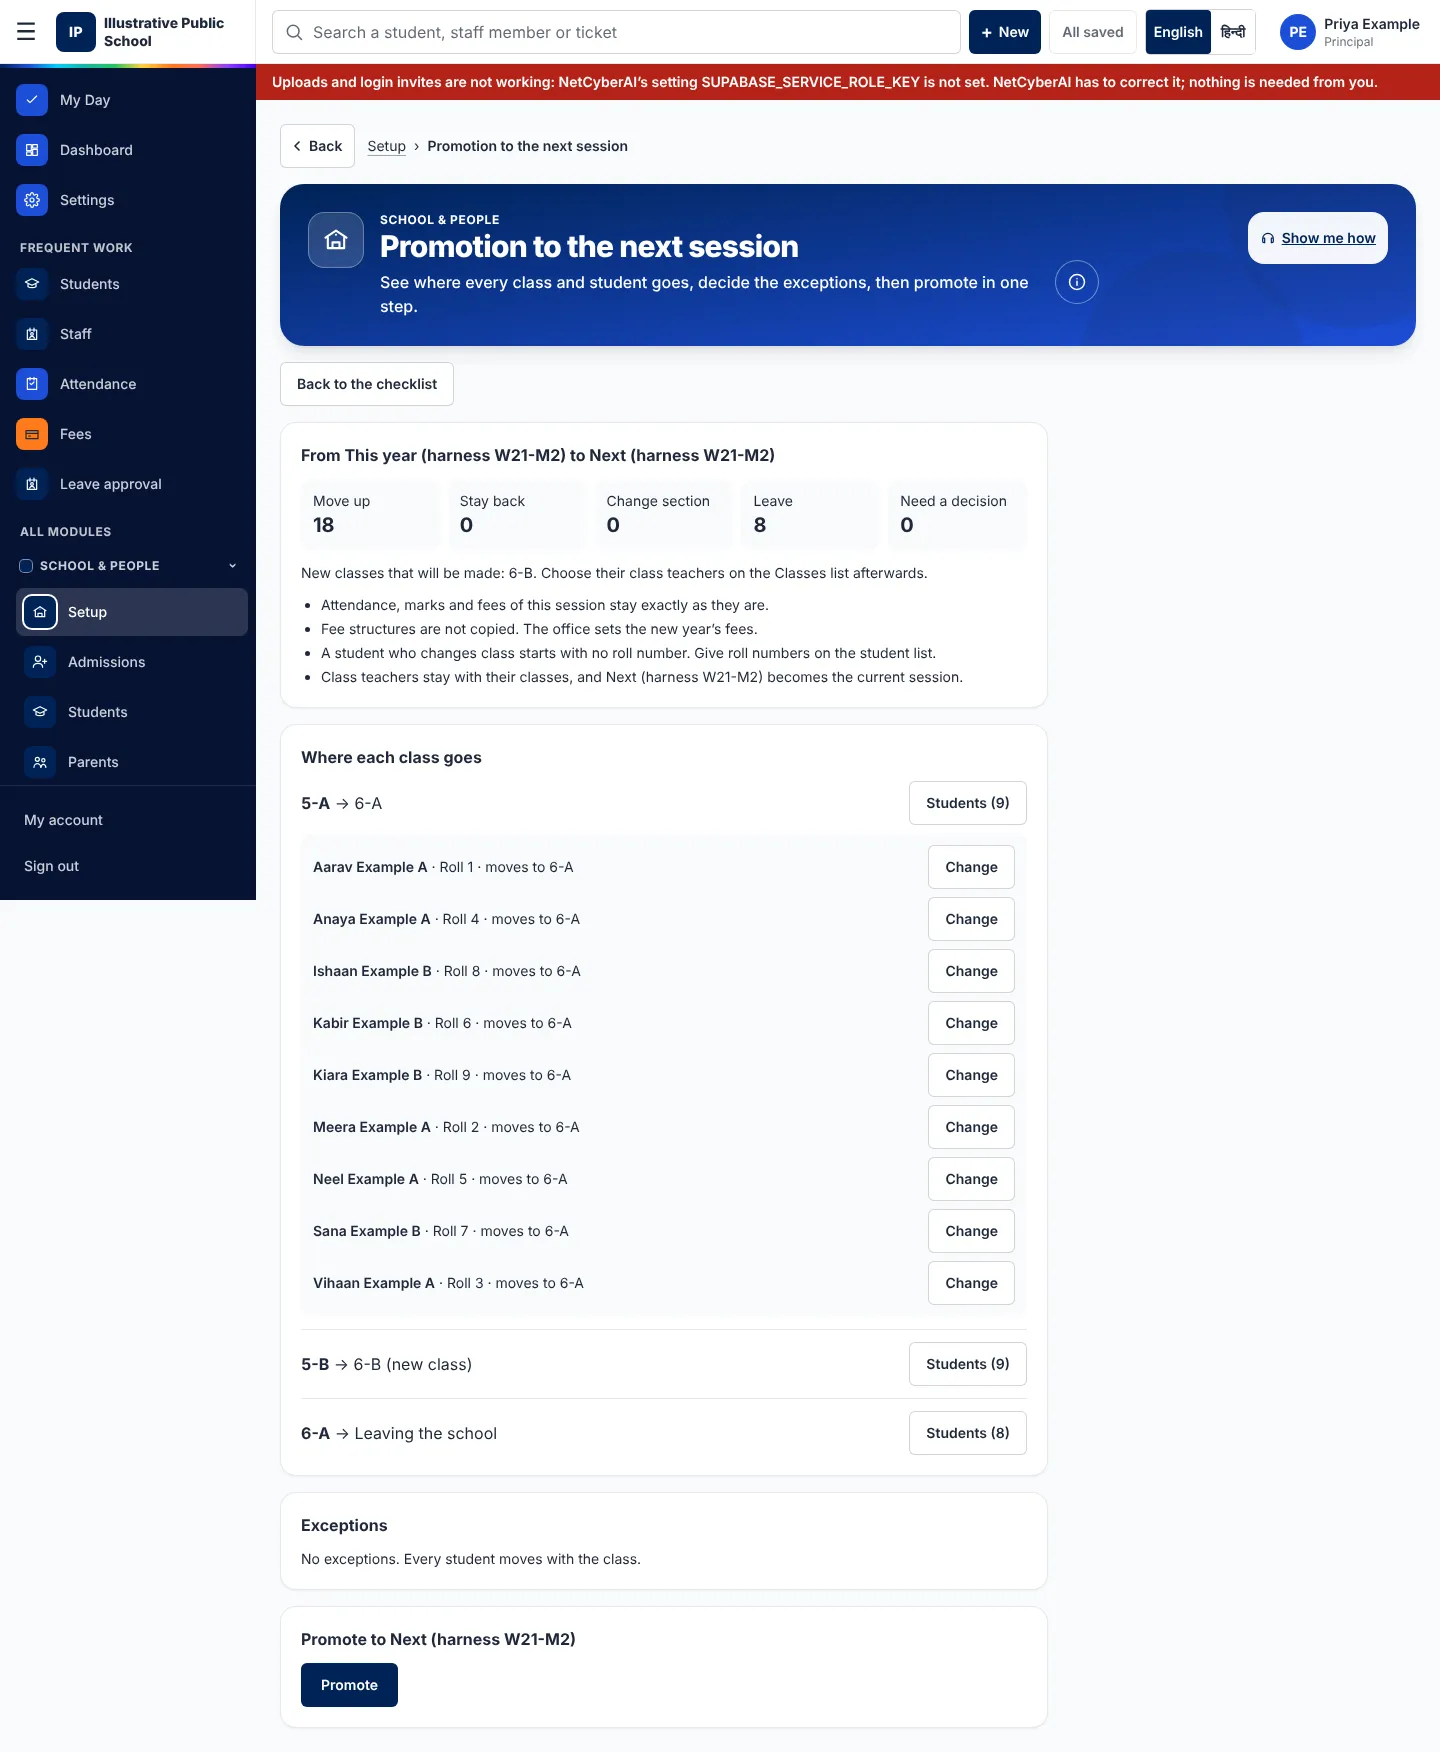 IP
Illustrative Public
School
Search a student, staff member or ticket
+ New
All saved
English
हिन्दी
PE
Priya Example
Principal
Uploads and login invites are not working: NetCyberAI’s setting SUPABASE_SERVICE_ROLE_KEY is not set. NetCyberAI has to correct it; nothing is needed from you.
My Day
Dashboard
Settings
FREQUENT WORK
Students
Staff
Attendance
Fees
Leave approval
ALL MODULES
SCHOOL & PEOPLE
Setup
Admissions
Students
Parents
My account
Sign out
Back
Setup › Promotion to the next session
SCHOOL & PEOPLE
Promotion to the next session
See where every class and student goes, decide the exceptions, then promote in one
step.
Show me how
Back to the checklist
From This year (harness W21-M2) to Next (harness W21-M2)
Move up
18
Stay back
0
Change section
0
Leave
8
Need a decision
0
New classes that will be made: 6-B. Choose their class teachers on the Classes list afterwards.
• Attendance, marks and fees of this session stay exactly as they are.
• Fee structures are not copied. The office sets the new year’s fees.
• A student who changes class starts with no roll number. Give roll numbers on the student list.
• Class teachers stay with their classes, and Next (harness W21-M2) becomes the current session.
Where each class goes
5-A → 6-A
Students (9)
Aarav Example A · Roll 1 · moves to 6-A
Change
Anaya Example A · Roll 4 · moves to 6-A
Change
Ishaan Example B · Roll 8 · moves to 6-A
Change
Kabir Example B · Roll 6 · moves to 6-A
Change
Kiara Example B · Roll 9 · moves to 6-A
Change
Meera Example A · Roll 2 · moves to 6-A
Change
Neel Example A · Roll 5 · moves to 6-A
Change
Sana Example B · Roll 7 · moves to 6-A
Change
Vihaan Example A · Roll 3 · moves to 6-A
Change
5-B → 6-B (new class)
Students (9)
6-A → Leaving the school
Students (8)
Exceptions
No exceptions. Every student moves with the class.
Promote to Next (harness W21-M2)
Promote